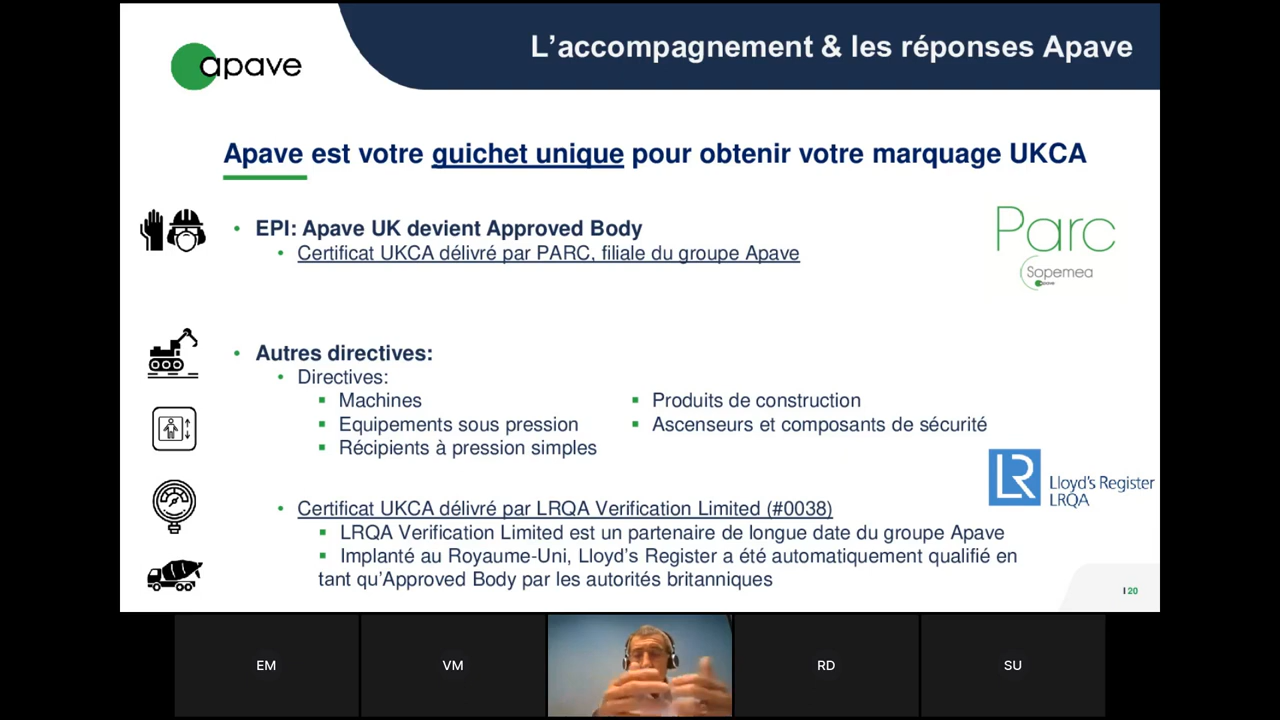 L'accompagnement & les réponses Apave
apave
Apave est votre guichet unique pour obtenir votre marquage UKCA
• EPI: Apave UK devient Approved Body
• Certificat UKCA délivré par PARC, filiale du groupe Apave
Parc
Sopemea
apave
• Autres directives:
• Directives:
▪ Machines
▪ Equipements sous pression
▪ Récipients à pression simples
▪ Produits de construction
▪ Ascenseurs et composants de sécurité
LR
Lloyd's Register
LRQA
• Certificat UKCA délivré par LRQA Verification Limited (#0038)
▪ LRQA Verification Limited est un partenaire de longue date du groupe Apave
▪ Implanté au Royaume-Uni, Lloyd's Register a été automatiquement qualifié en
tant qu'Approved Body par les autorités britanniques
I 20
EM
VM
RD
SU